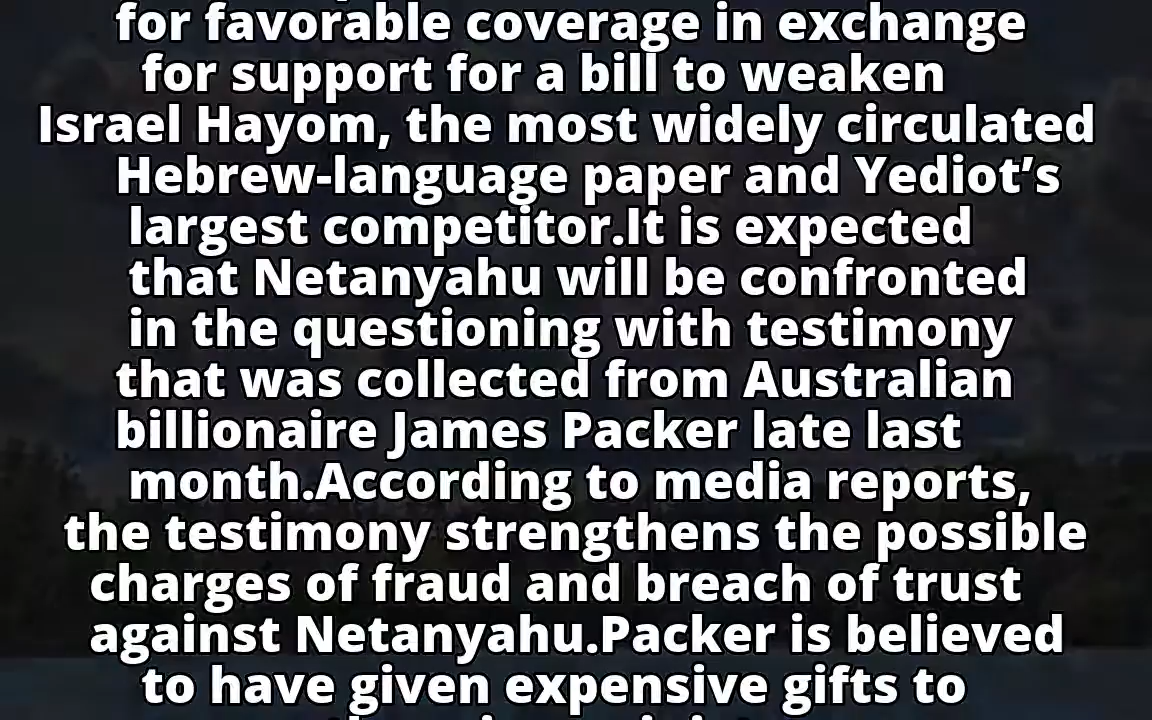 for favorable coverage in exchange
for support for a bill to weaken
Israel Hayom, the most widely circulated
Hebrew-language paper and Yediot’s
largest competitor.It is expected
that Netanyahu will be confronted
in the questioning with testimony
that was collected from Australian
billionaire James Packer late last
month.According to media reports,
the testimony strengthens the possible
charges of fraud and breach of trust
against Netanyahu.Packer is believed
to have given expensive gifts to